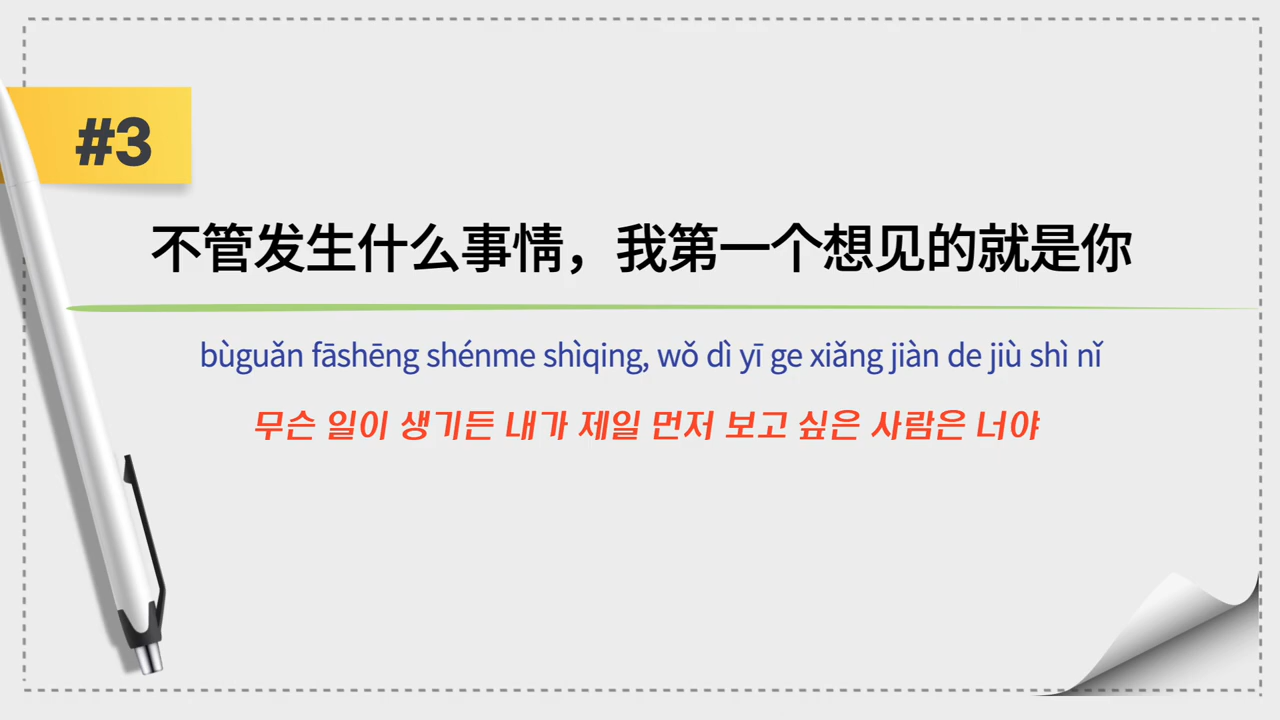 #3
不管发生什么事情，我第一个想见的就是你
bùguǎn fāshēng shénme shìqing, wǒ dì yī ge xiǎng jiàn de jiù shì nǐ
무슨 일이 생기든 내가 제일 먼저 보고 싶은 사람은 너야